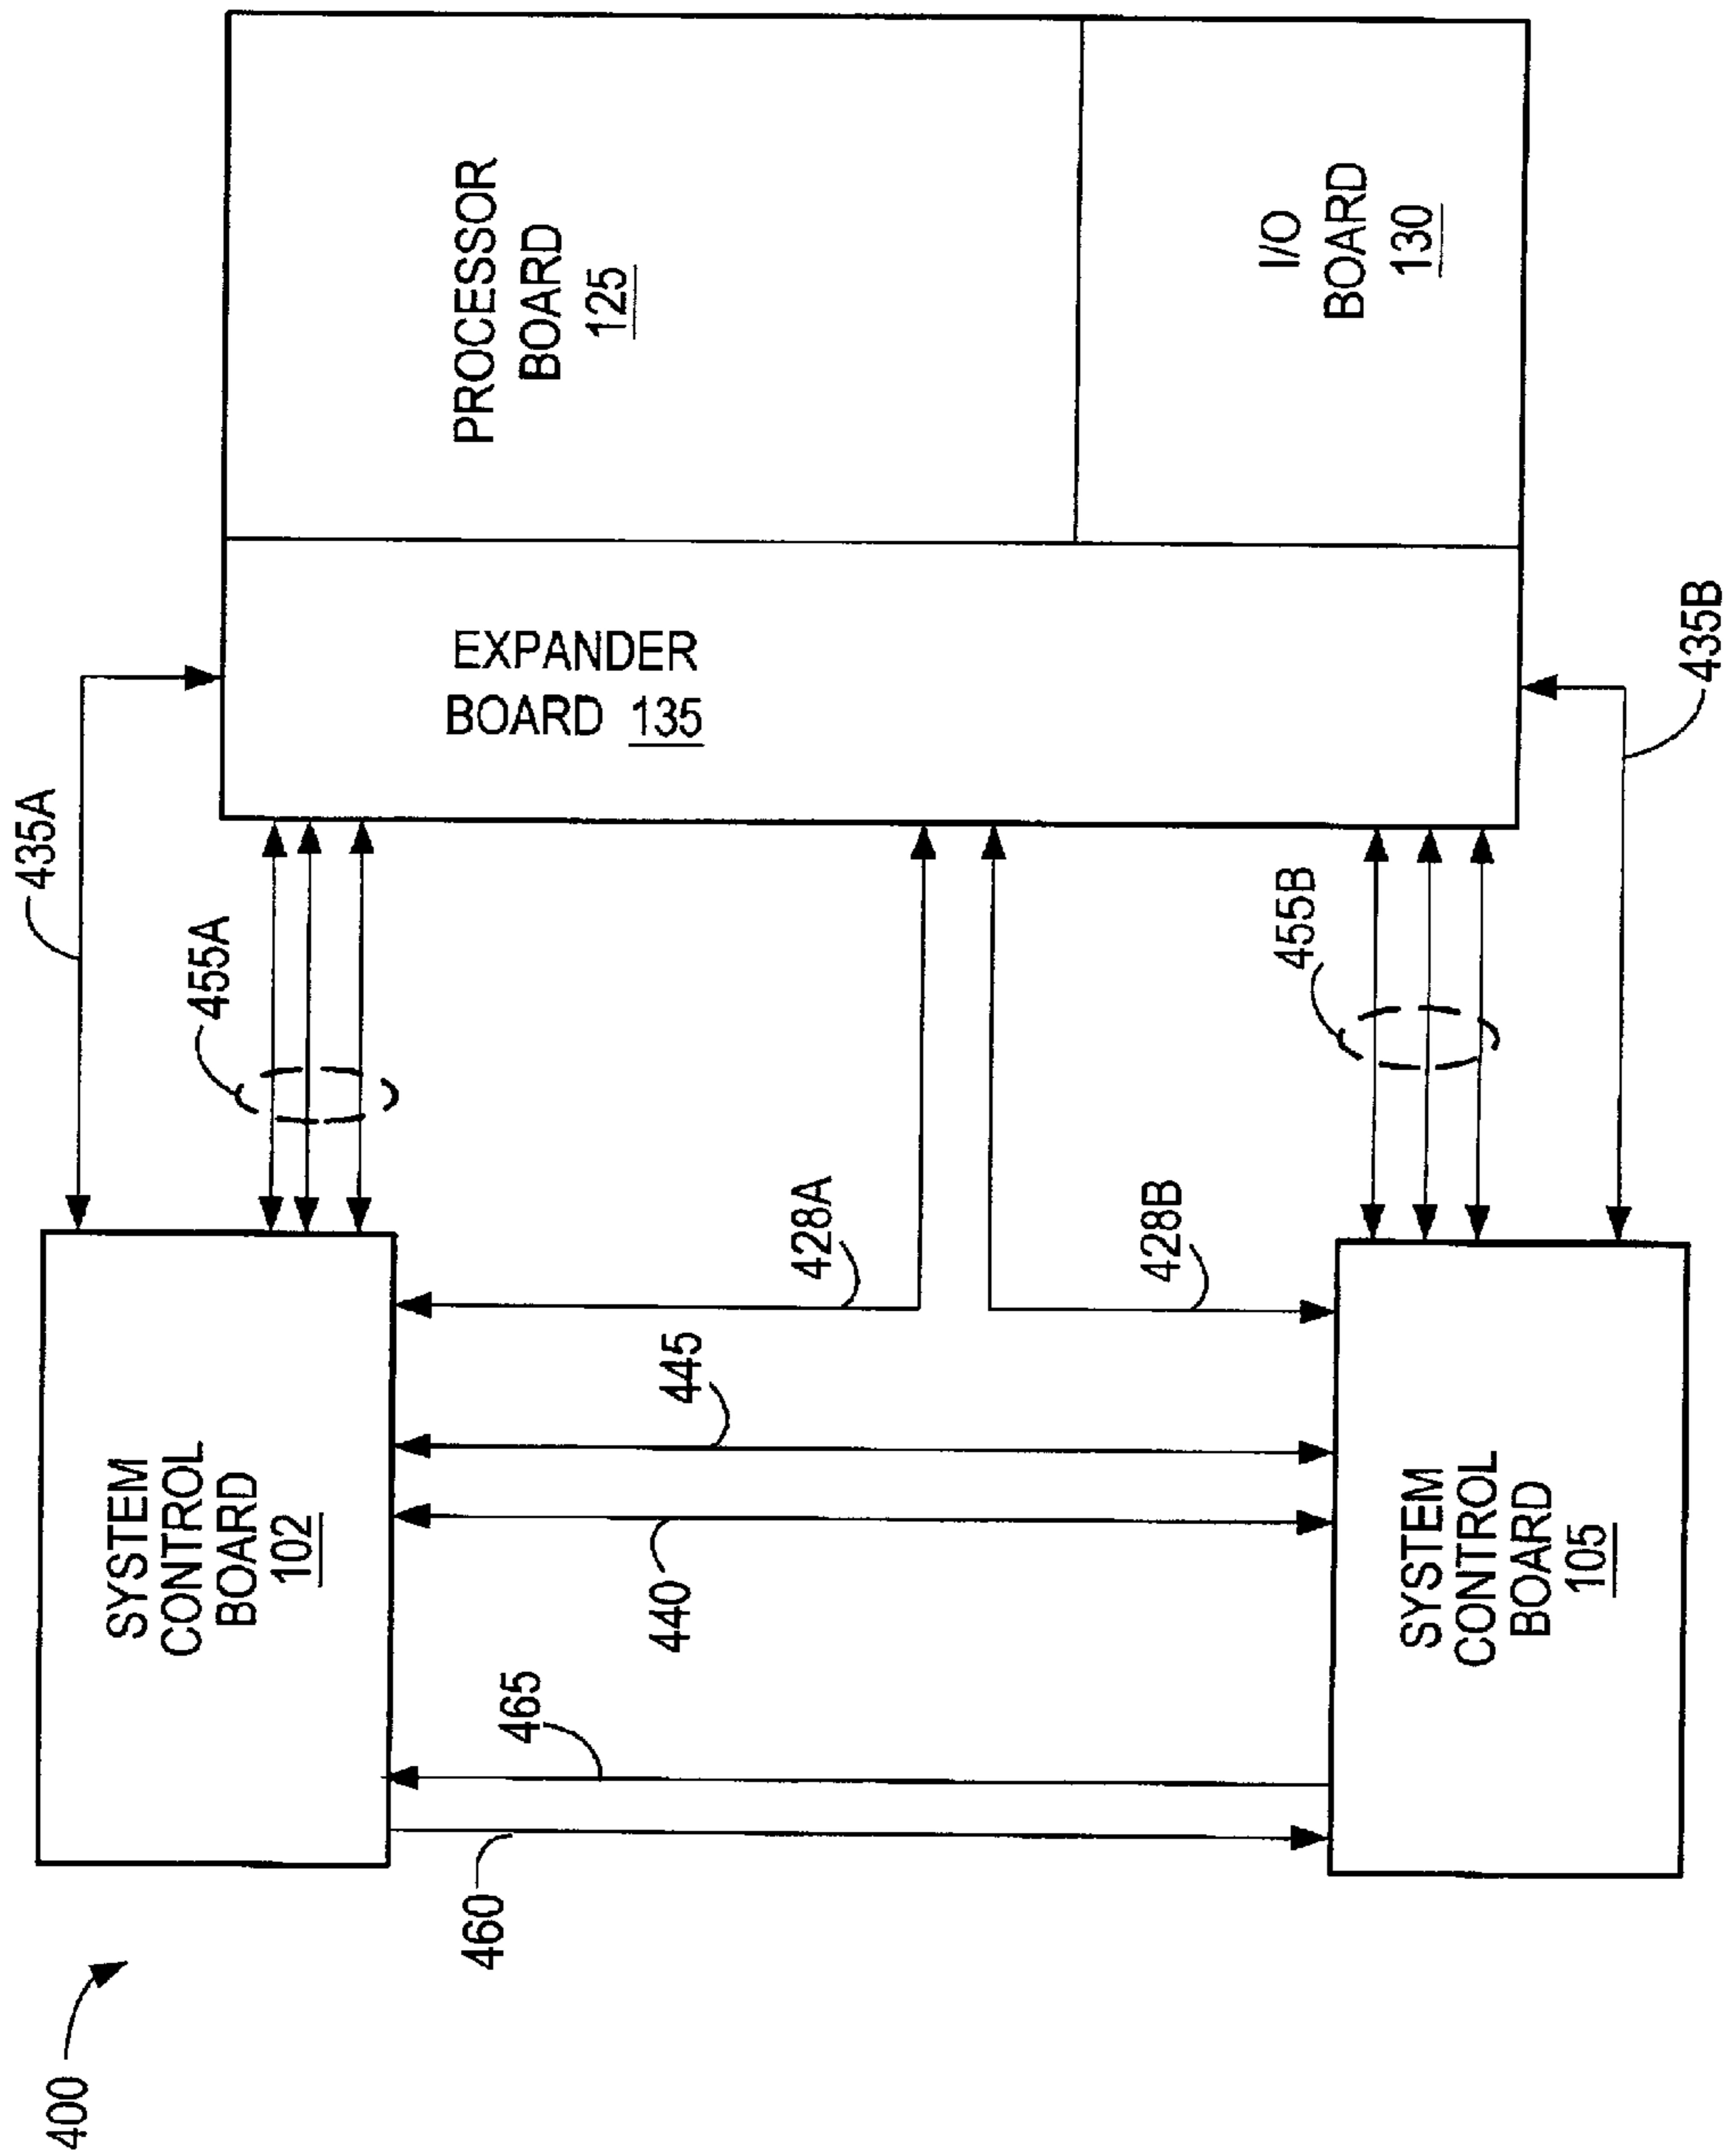 400
SYSTEM
CONTROL
BOARD
102
435A
455A
PROCESSOR
BOARD
125
EXPANDER
BOARD 135
I/O
BOARD
130
428A
445
440
465
460
428B
455B
435B
SYSTEM
CONTROL
BOARD
105